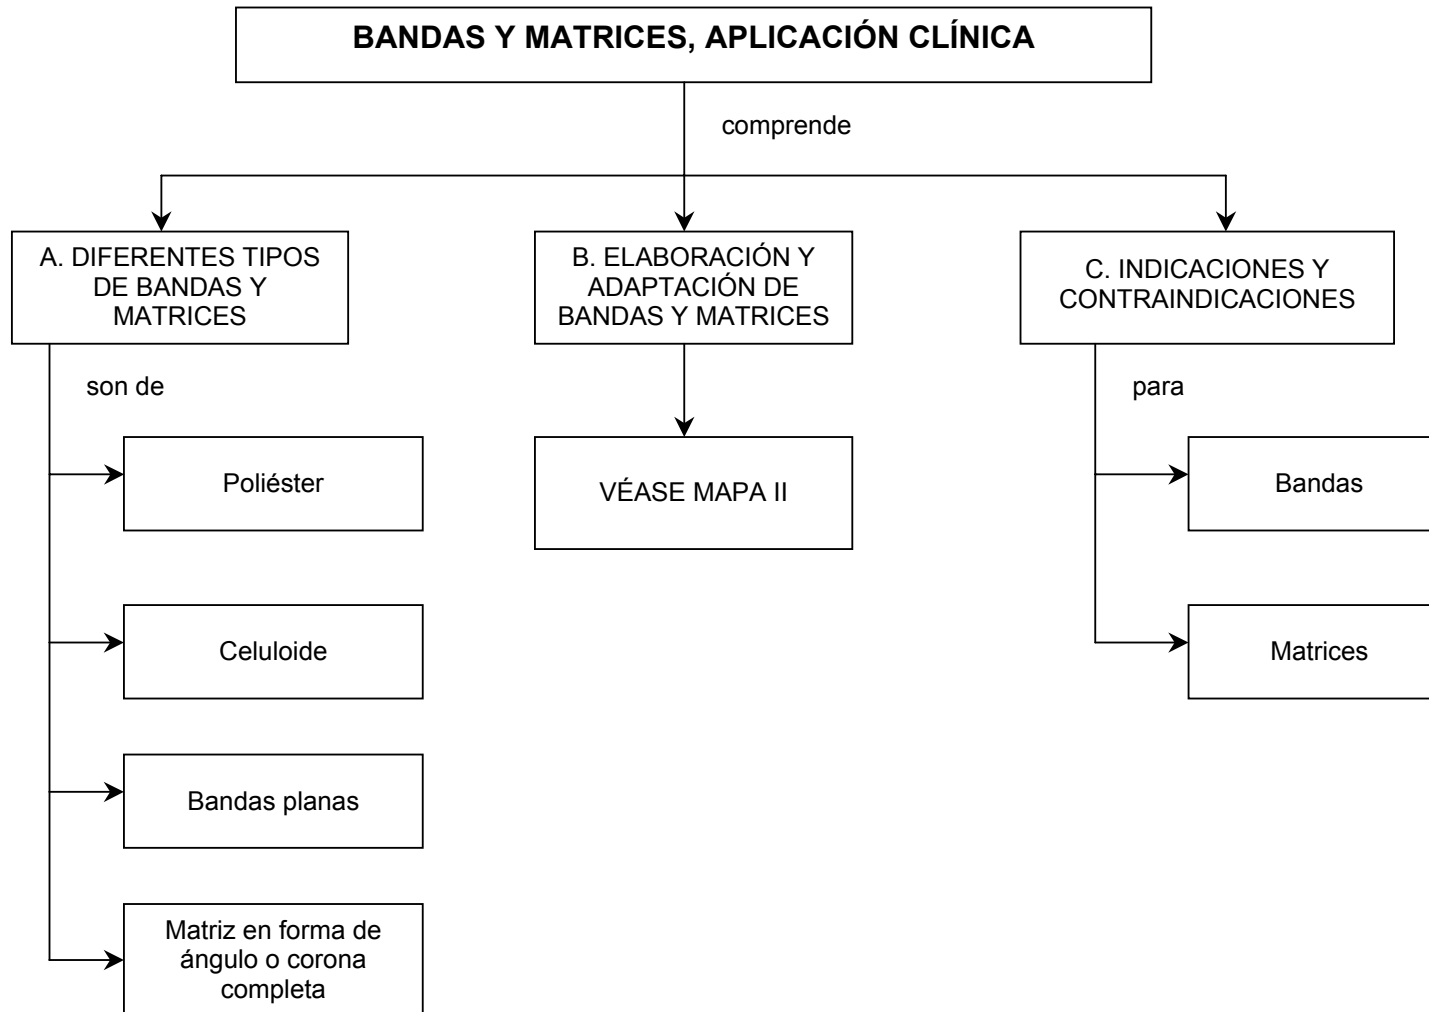 BANDAS Y MATRICES, APLICACIÓN CLÍNICA
comprende
A. DIFERENTES TIPOS
DE BANDAS Y
MATRICES
B. ELABORACIÓN Y
ADAPTACIÓN DE
BANDAS Y MATRICES
C. INDICACIONES Y
CONTRAINDICACIONES
son de
para
Poliéster
VÉASE MAPA II
Bandas
Celuloide
Matrices
Bandas planas
Matriz en forma de
ángulo o corona
completa